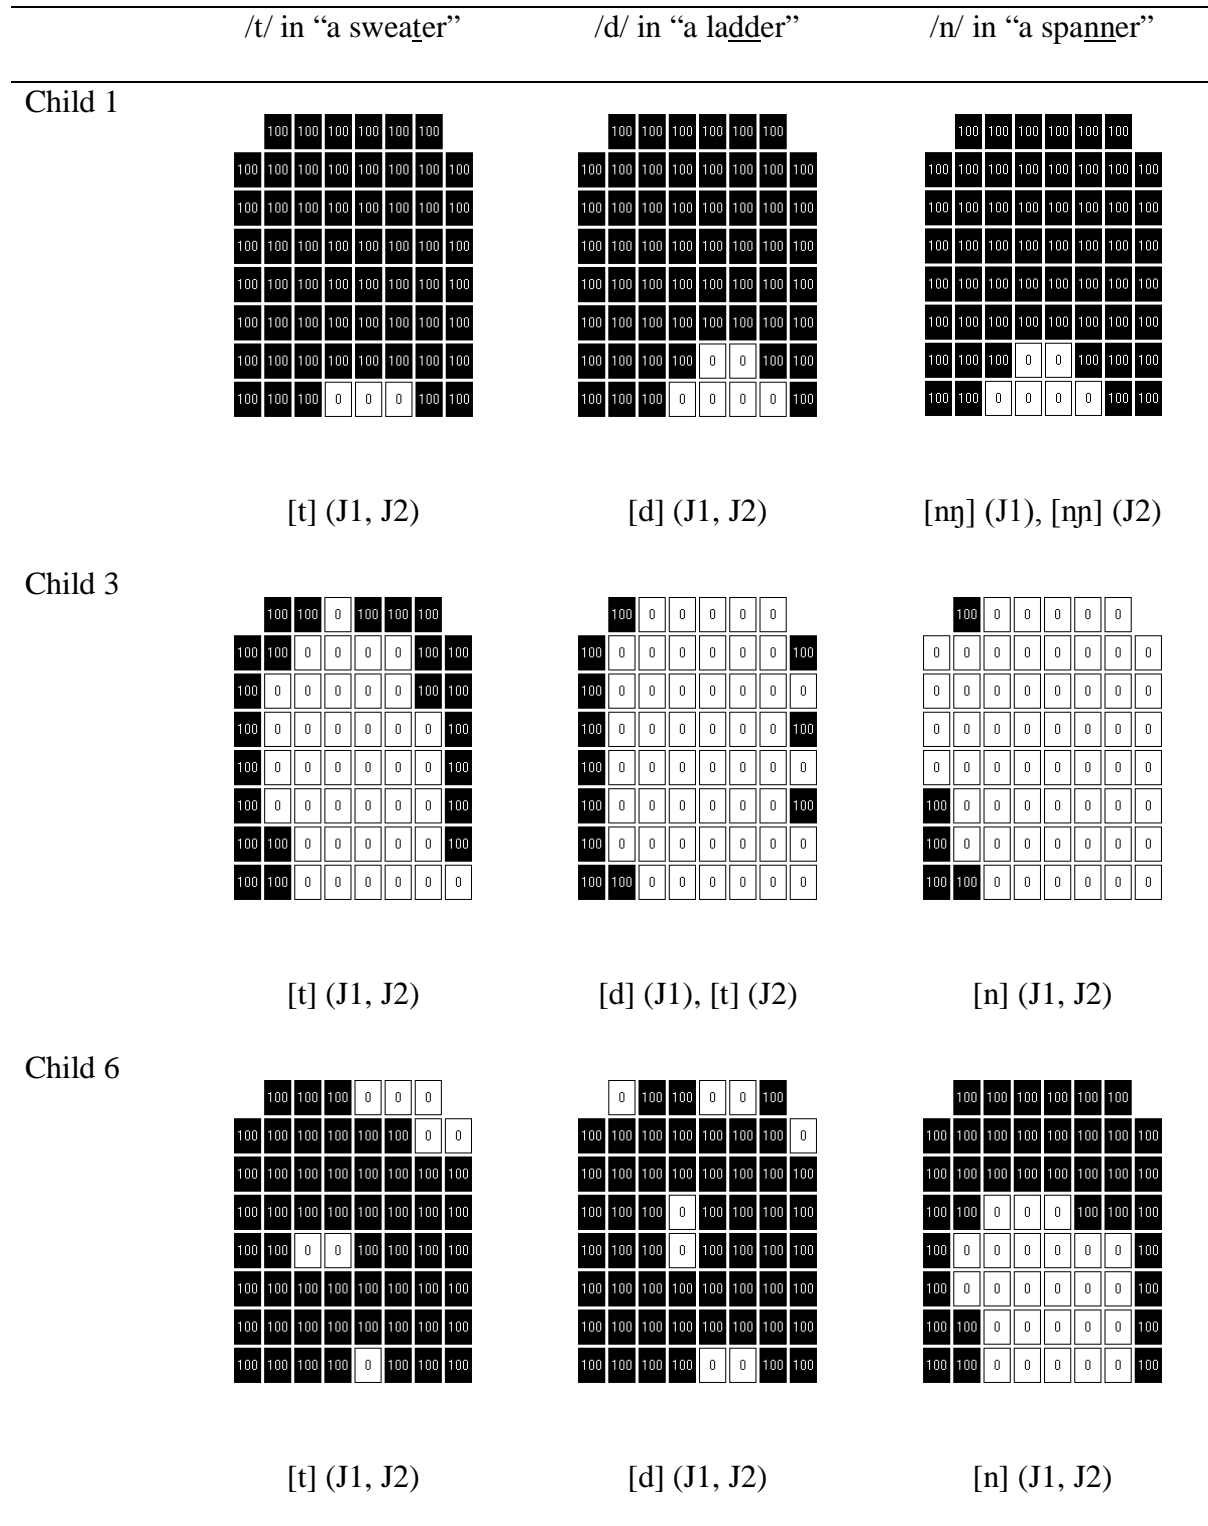 /t/ in “a sweater” /d/ in “a ladder” /n/ in “a spanner”
Child 1
100 100 100 100 100 100 100 100 100 100 100 100 100 100 100 100 100 100
100 100 100 100 100 100 100 100 100 100 100 100 100 100 100 100 100 100 100 100 100 100 100 100
100 100 100 100 100 100 100 100 100 100 100 100 100 100 100 100 100 100 100 100 100 100 100 100
100 100 100 100 100 100 100 100 100 100 100 100 100 100 100 100 100 100 100 100 100 100 100 100
100 100 100 100 100 100 100 100 100 100 100 100 100 100 100 100 100 100 100 100 100 100 100 100
100 100 100 100 100 100 100 100 100 100 100 100 100 100 100 100 100 100 100 100 100 100 100 100
100 100 100 100 100 100 100 100 100 100 100 100 0 0 100 100 100 100 100 0 0 100 100 100
100 100 100 0 0 0 100 100 100 100 100 0 0 0 0 100 100 100 0 0 0 0 100 100
[t] (J1, J2) [d] (J1, J2) [nŋ] (J1), [nɲ] (J2)
Child 3
100 100 0 100 100 100 100 0 0 0 0 0 100 0 0 0 0 0
100 100 0 0 0 0 100 100 100 0 0 0 0 0 0 100 0 0 0 0 0 0 0 0
100 0 0 0 0 0 100 100 100 0 0 0 0 0 0 0 0 0 0 0 0 0 0 0
100 0 0 0 0 0 0 100 100 0 0 0 0 0 0 100 0 0 0 0 0 0 0 0
100 0 0 0 0 0 0 100 100 0 0 0 0 0 0 0 0 0 0 0 0 0 0 0
100 0 0 0 0 0 0 100 100 0 0 0 0 0 0 100 100 0 0 0 0 0 0 0
100 100 0 0 0 0 0 100 100 0 0 0 0 0 0 0 100 0 0 0 0 0 0 0
100 100 0 0 0 0 0 0 100 100 0 0 0 0 0 0 100 100 0 0 0 0 0 0
[t] (J1, J2) [d] (J1), [t] (J2) [n] (J1, J2)
Child 6
100 100 100 0 0 0 0 100 100 0 0 100 100 100 100 100 100 100
100 100 100 100 100 100 0 0 100 100 100 100 100 100 100 0 100 100 100 100 100 100 100 100
100 100 100 100 100 100 100 100 100 100 100 100 100 100 100 100 100 100 100 100 100 100 100 100
100 100 100 100 100 100 100 100 100 100 100 0 100 100 100 100 100 100 0 0 0 100 100 100
100 100 0 0 100 100 100 100 100 100 100 0 100 100 100 100 100 0 0 0 0 0 0 100
100 100 100 100 100 100 100 100 100 100 100 100 100 100 100 100 100 0 0 0 0 0 0 100
100 100 100 100 100 100 100 100 100 100 100 100 100 100 100 100 100 100 0 0 0 0 0 100
100 100 100 100 0 100 100 100 100 100 100 100 0 0 100 100 100 100 0 0 0 0 0 100
[t] (J1, J2) [d] (J1, J2) [n] (J1, J2)